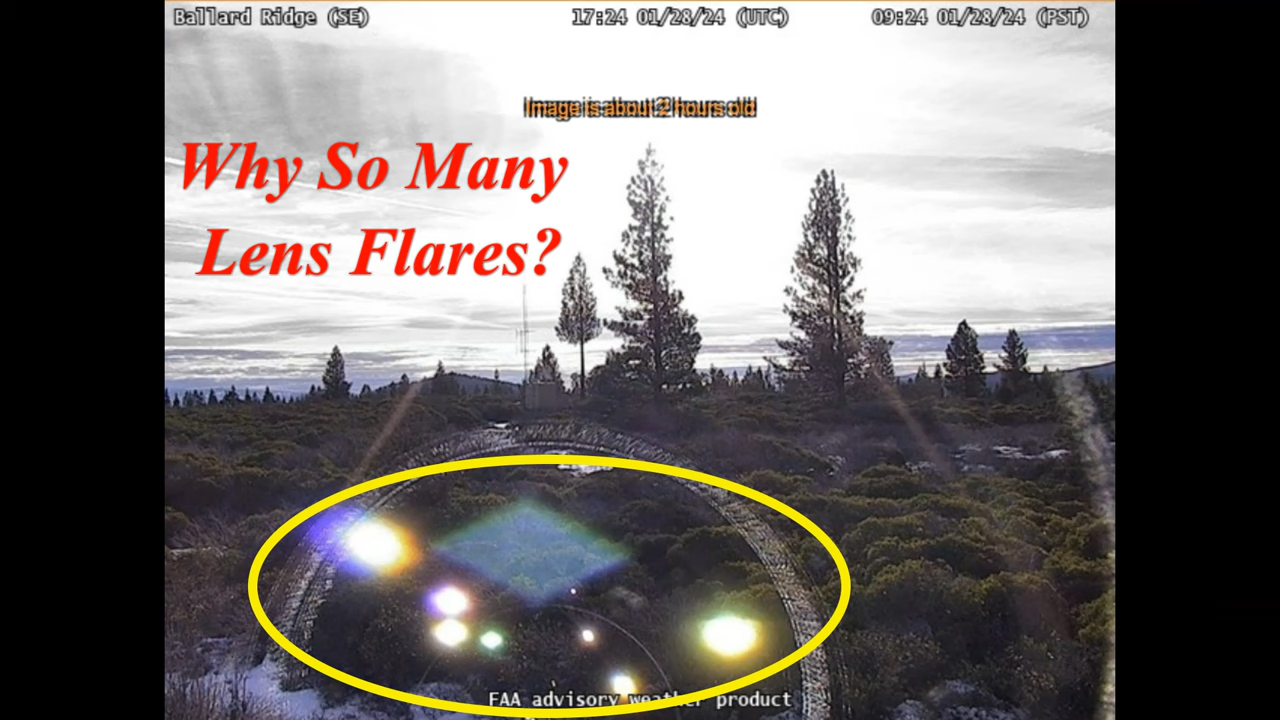 Ballard Ridge (SE) 17:24 01/28/24 (UTC) 09:24 01/28/24 (PST)
Image is about 2 hours old
Why So Many
Lens Flares?
FAA advisory weather product